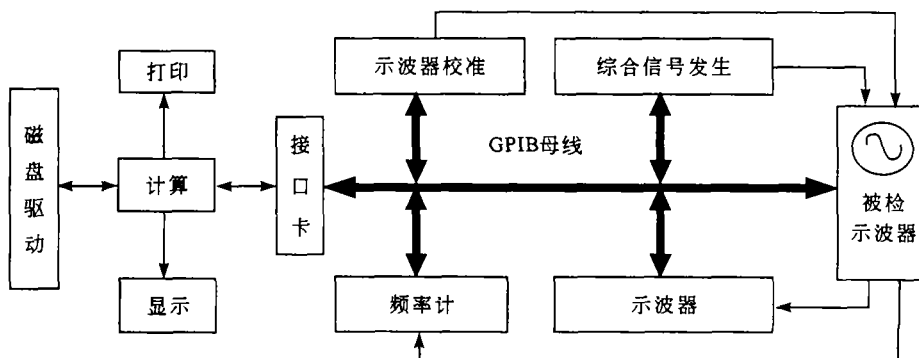 示波器校准
综合信号发生
打印
磁盘驱动
计算
接口卡
GPIB母线
被检
示波器
显示
频率计
示波器